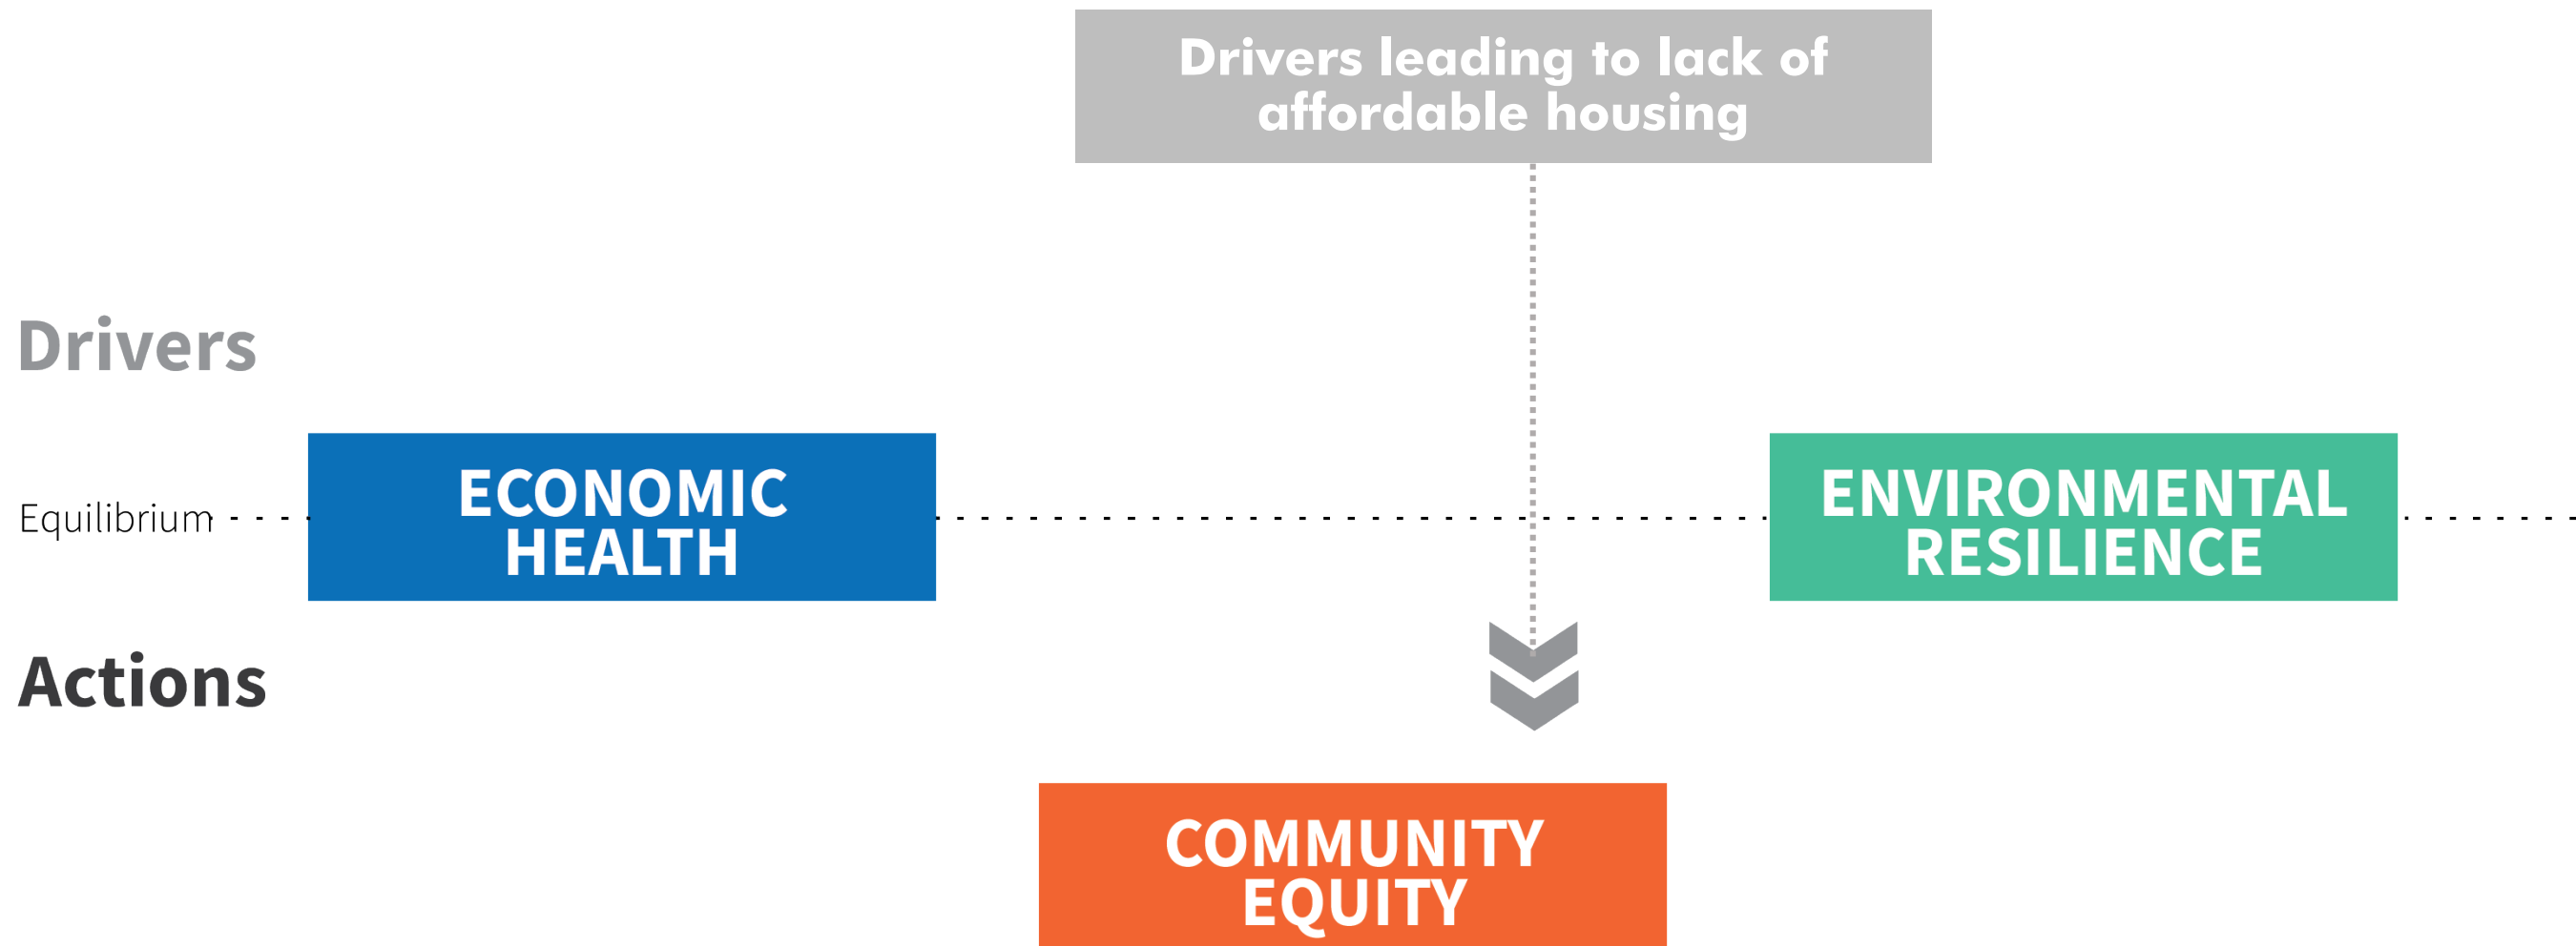 Drivers leading to lack of
affordable housing
Drivers
Equilibrium
ECONOMIC
HEALTH
ENVIRONMENTAL
RESILIENCE
Actions
COMMUNITY
EQUITY